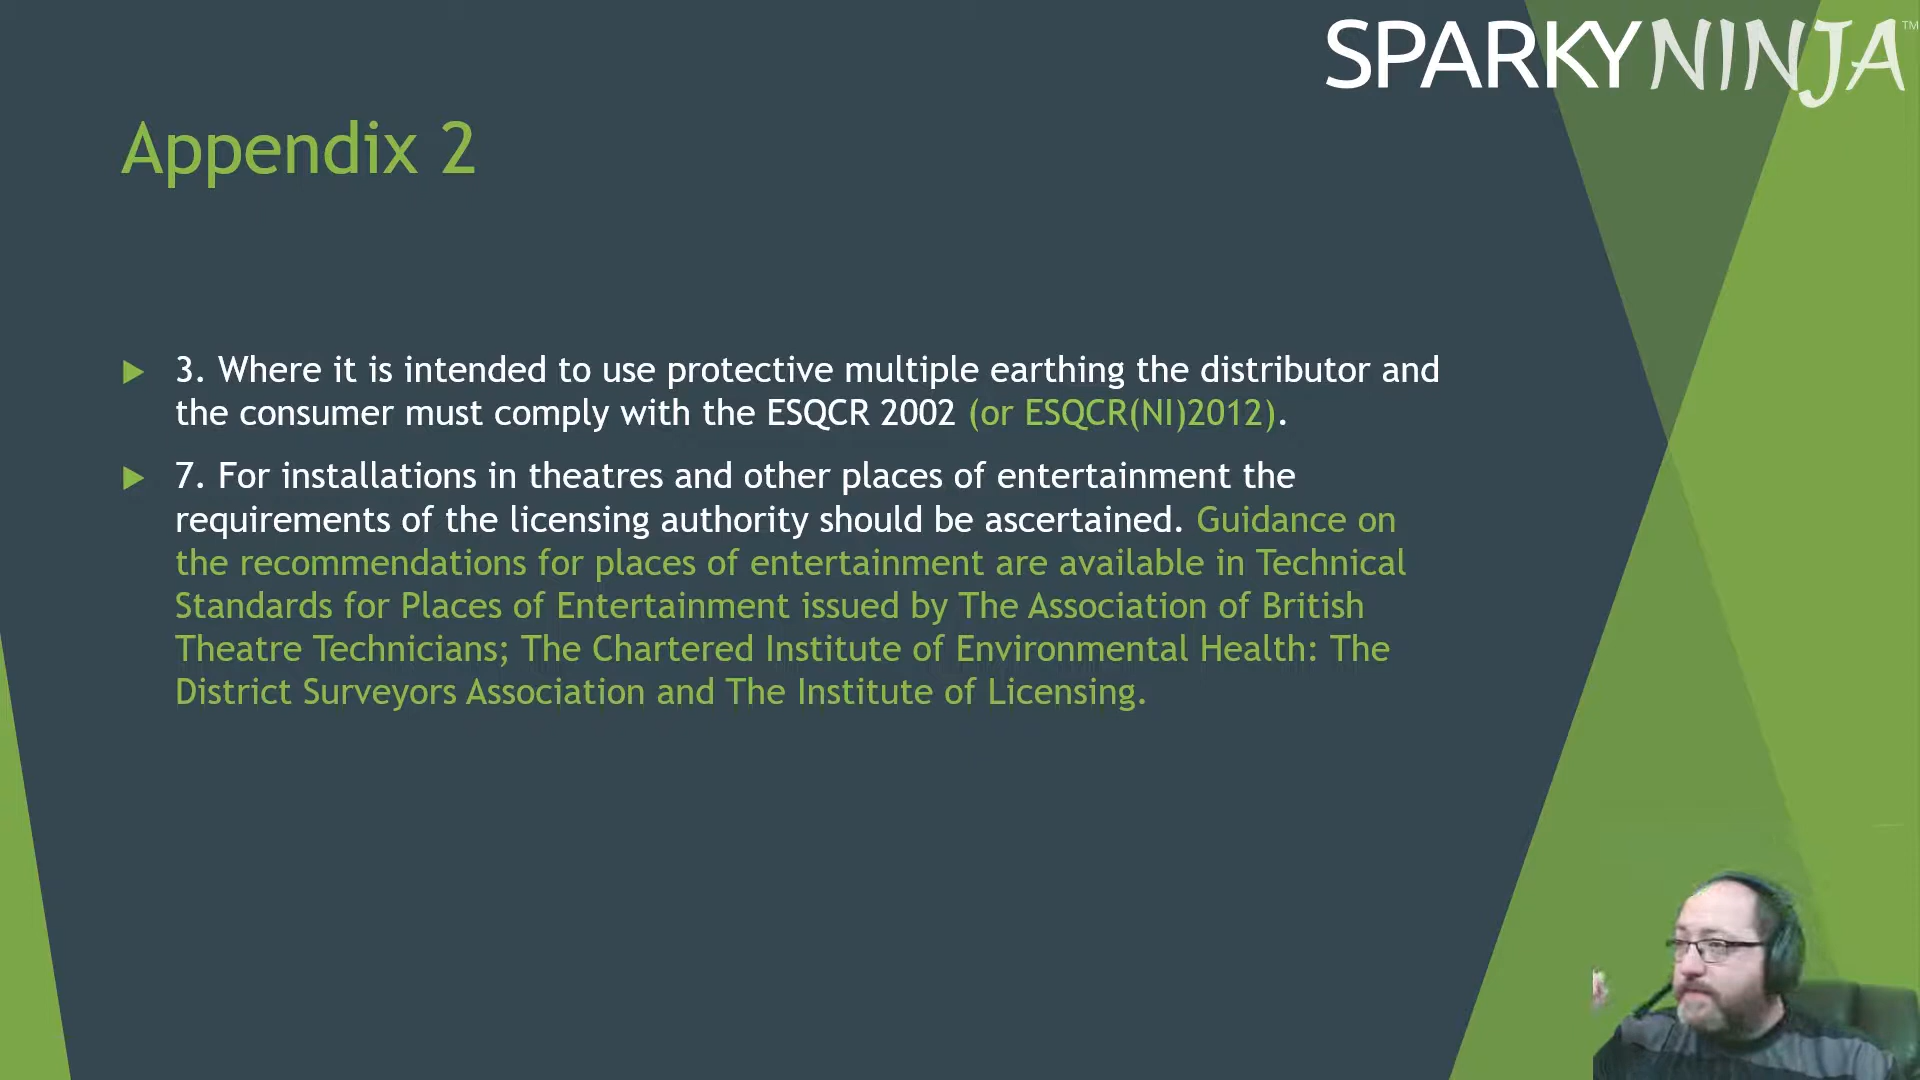 SPARKYNINJA™
Appendix 2
3. Where it is intended to use protective multiple earthing the distributor and
the consumer must comply with the ESQCR 2002 (or ESQCR(NI)2012).
7. For installations in theatres and other places of entertainment the
requirements of the licensing authority should be ascertained. Guidance on
the recommendations for places of entertainment are available in Technical
Standards for Places of Entertainment issued by The Association of British
Theatre Technicians; The Chartered Institute of Environmental Health: The
District Surveyors Association and The Institute of Licensing.